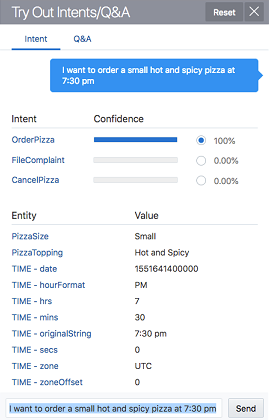 Try Out Intents/Q&A
Reset
Intent Q&A
I want to order a small hot and spicy pizza at
7:30 pm
Intent Confidence
OrderPizza 100%
FileComplaint 0.00%
CancelPizza 0.00%
Entity Value
PizzaSize Small
PizzaTopping Hot and Spicy
TIME - date 1551641400000
TIME - hourFormat PM
TIME - hrs 7
TIME - mins 30
TIME - originalString 7:30 pm
TIME - secs 0
TIME - zone UTC
TIME - zoneOffset 0
I want to order a small hot and spicy pizza at 7:30 pm Send